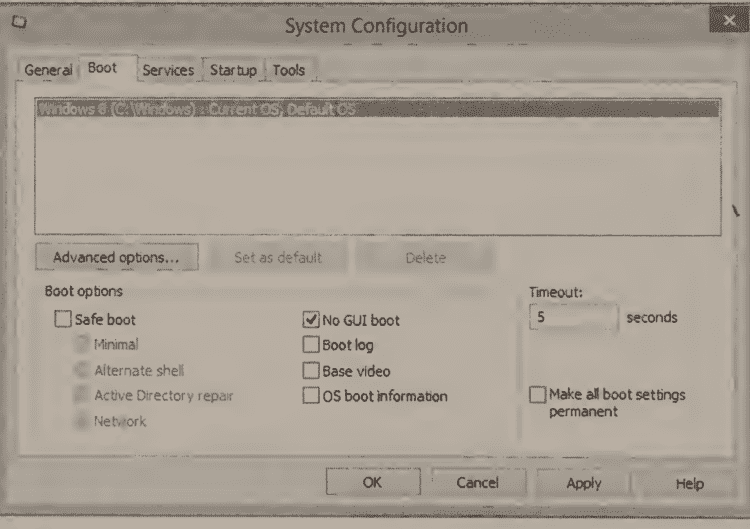 System Configuration
General Boot Services Startup Tools
Windows 8 (C:\Windows) : Current OS; Default OS
Advanced options... Set as default Delete
Boot options
Timeout:
Safe boot No GUI boot 5 seconds
Minimal Boot log
Alternate shell Base video
Active Directory repair OS boot information Make all boot settings
Network permanent
OK Cancel Apply Help